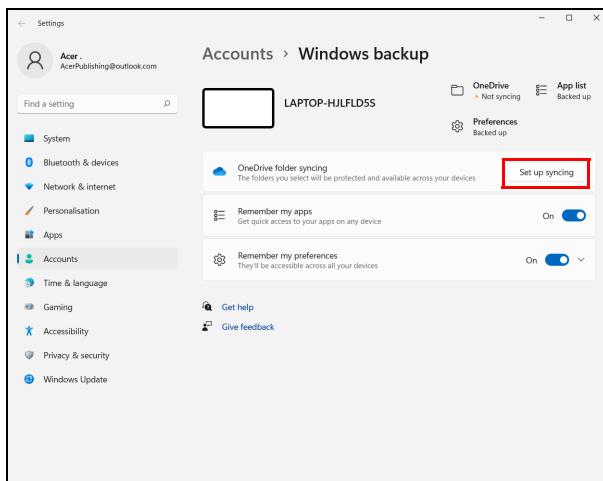 Settings
Acer .
AcerPublishing@outlook.com
Find a setting
System
Bluetooth & devices
Network & internet
Personalisation
Apps
Accounts
Time & language
Gaming
Accessibility
Privacy & security
Windows Update
Accounts > Windows backup
LAPTOP-HJLFLD5S
OneDrive
• Not syncing
App list
Backed up
Preferences
Backed up
OneDrive folder syncing
The folders you select will be protected and available across your devices
Set up syncing
Remember my apps
Get quick access to your apps on any device
On
Remember my preferences
They'll be accessible across all your devices
On
Get help
Give feedback